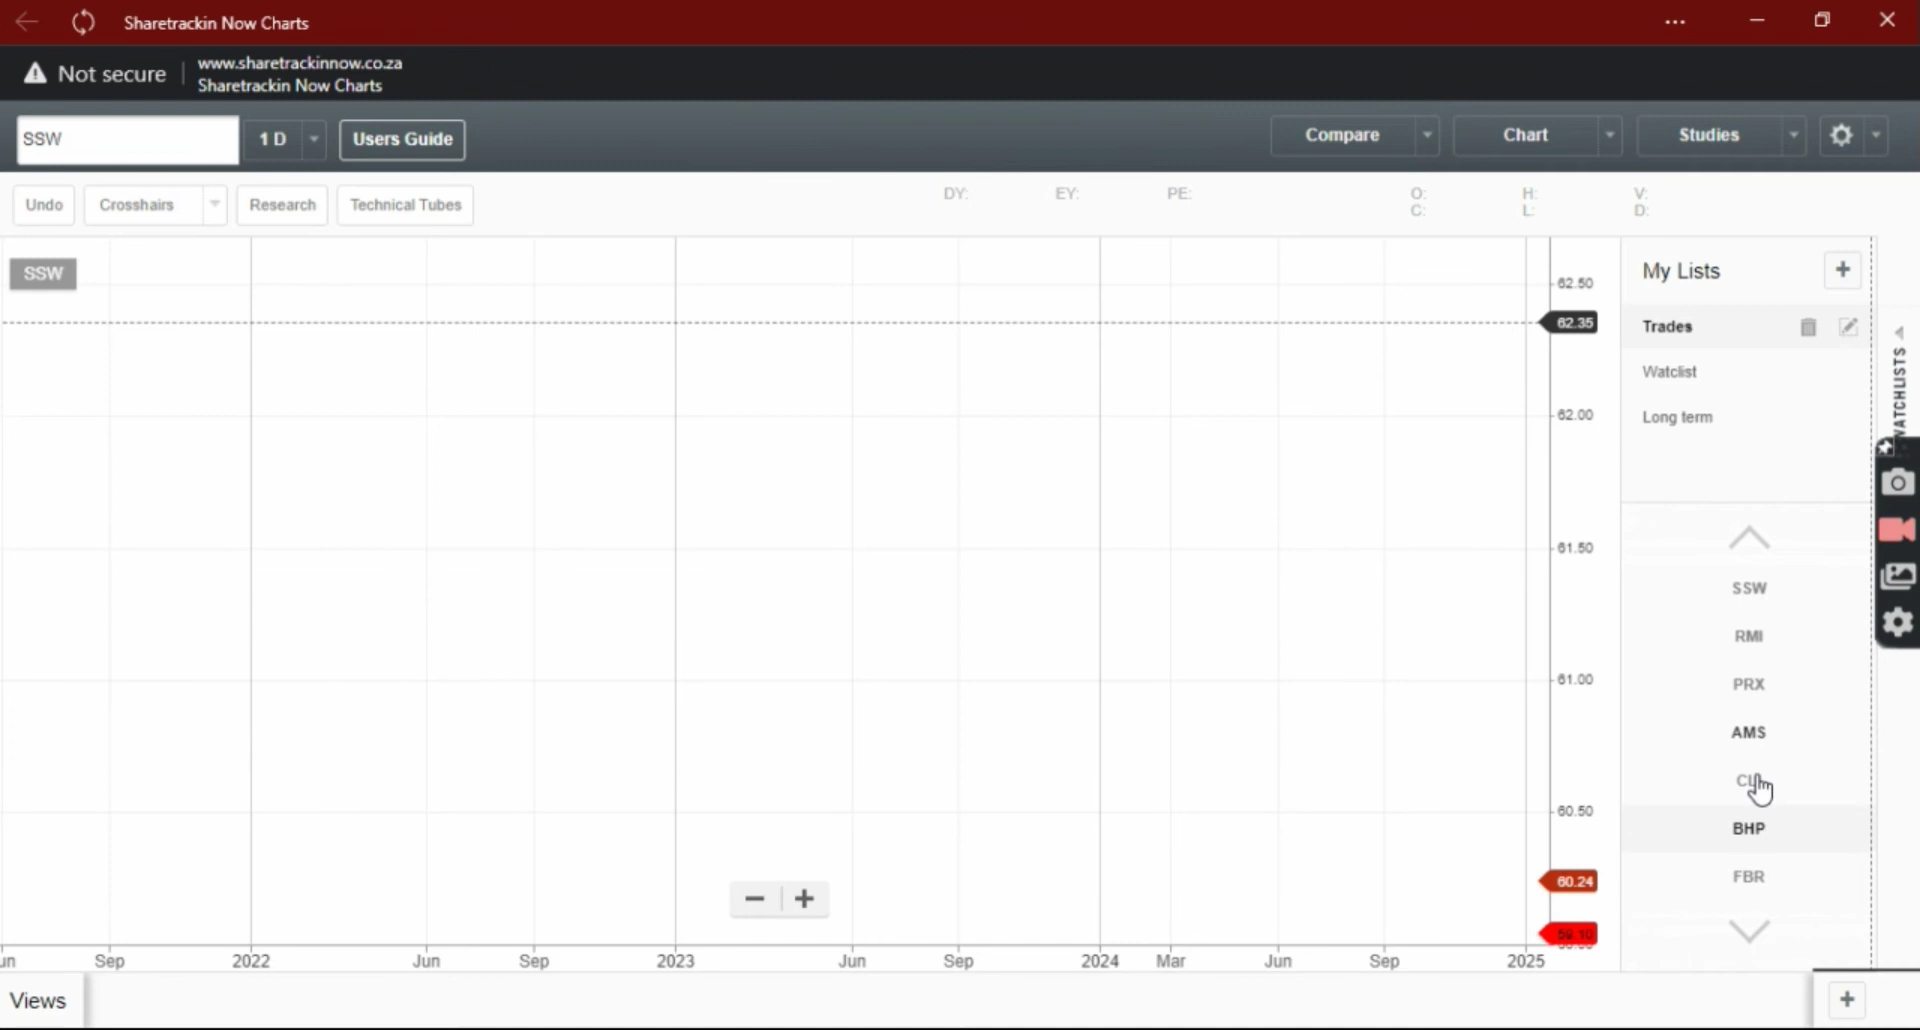 Sharetrackin Now Charts
Not secure
www.sharetrackinnow.co.za
Sharetrackin Now Charts
SSW
1 D
Users Guide
Compare
Chart
Studies
Undo
Crosshairs
Research
Technical Tubes
DY:
EY:
PE:
O:
H:
V:
C:
L:
D:
SSW
62.50
62.35
62.00
61.50
61.00
60.50
60.24
59.10
Sep
2022
Jun
Sep
2023
Jun
Sep
2024
Mar
Jun
Sep
2025
My Lists
Trades
Watclist
Long term
WATCHLISTS
SSW
RMI
PRX
AMS
BHP
FBR
Views